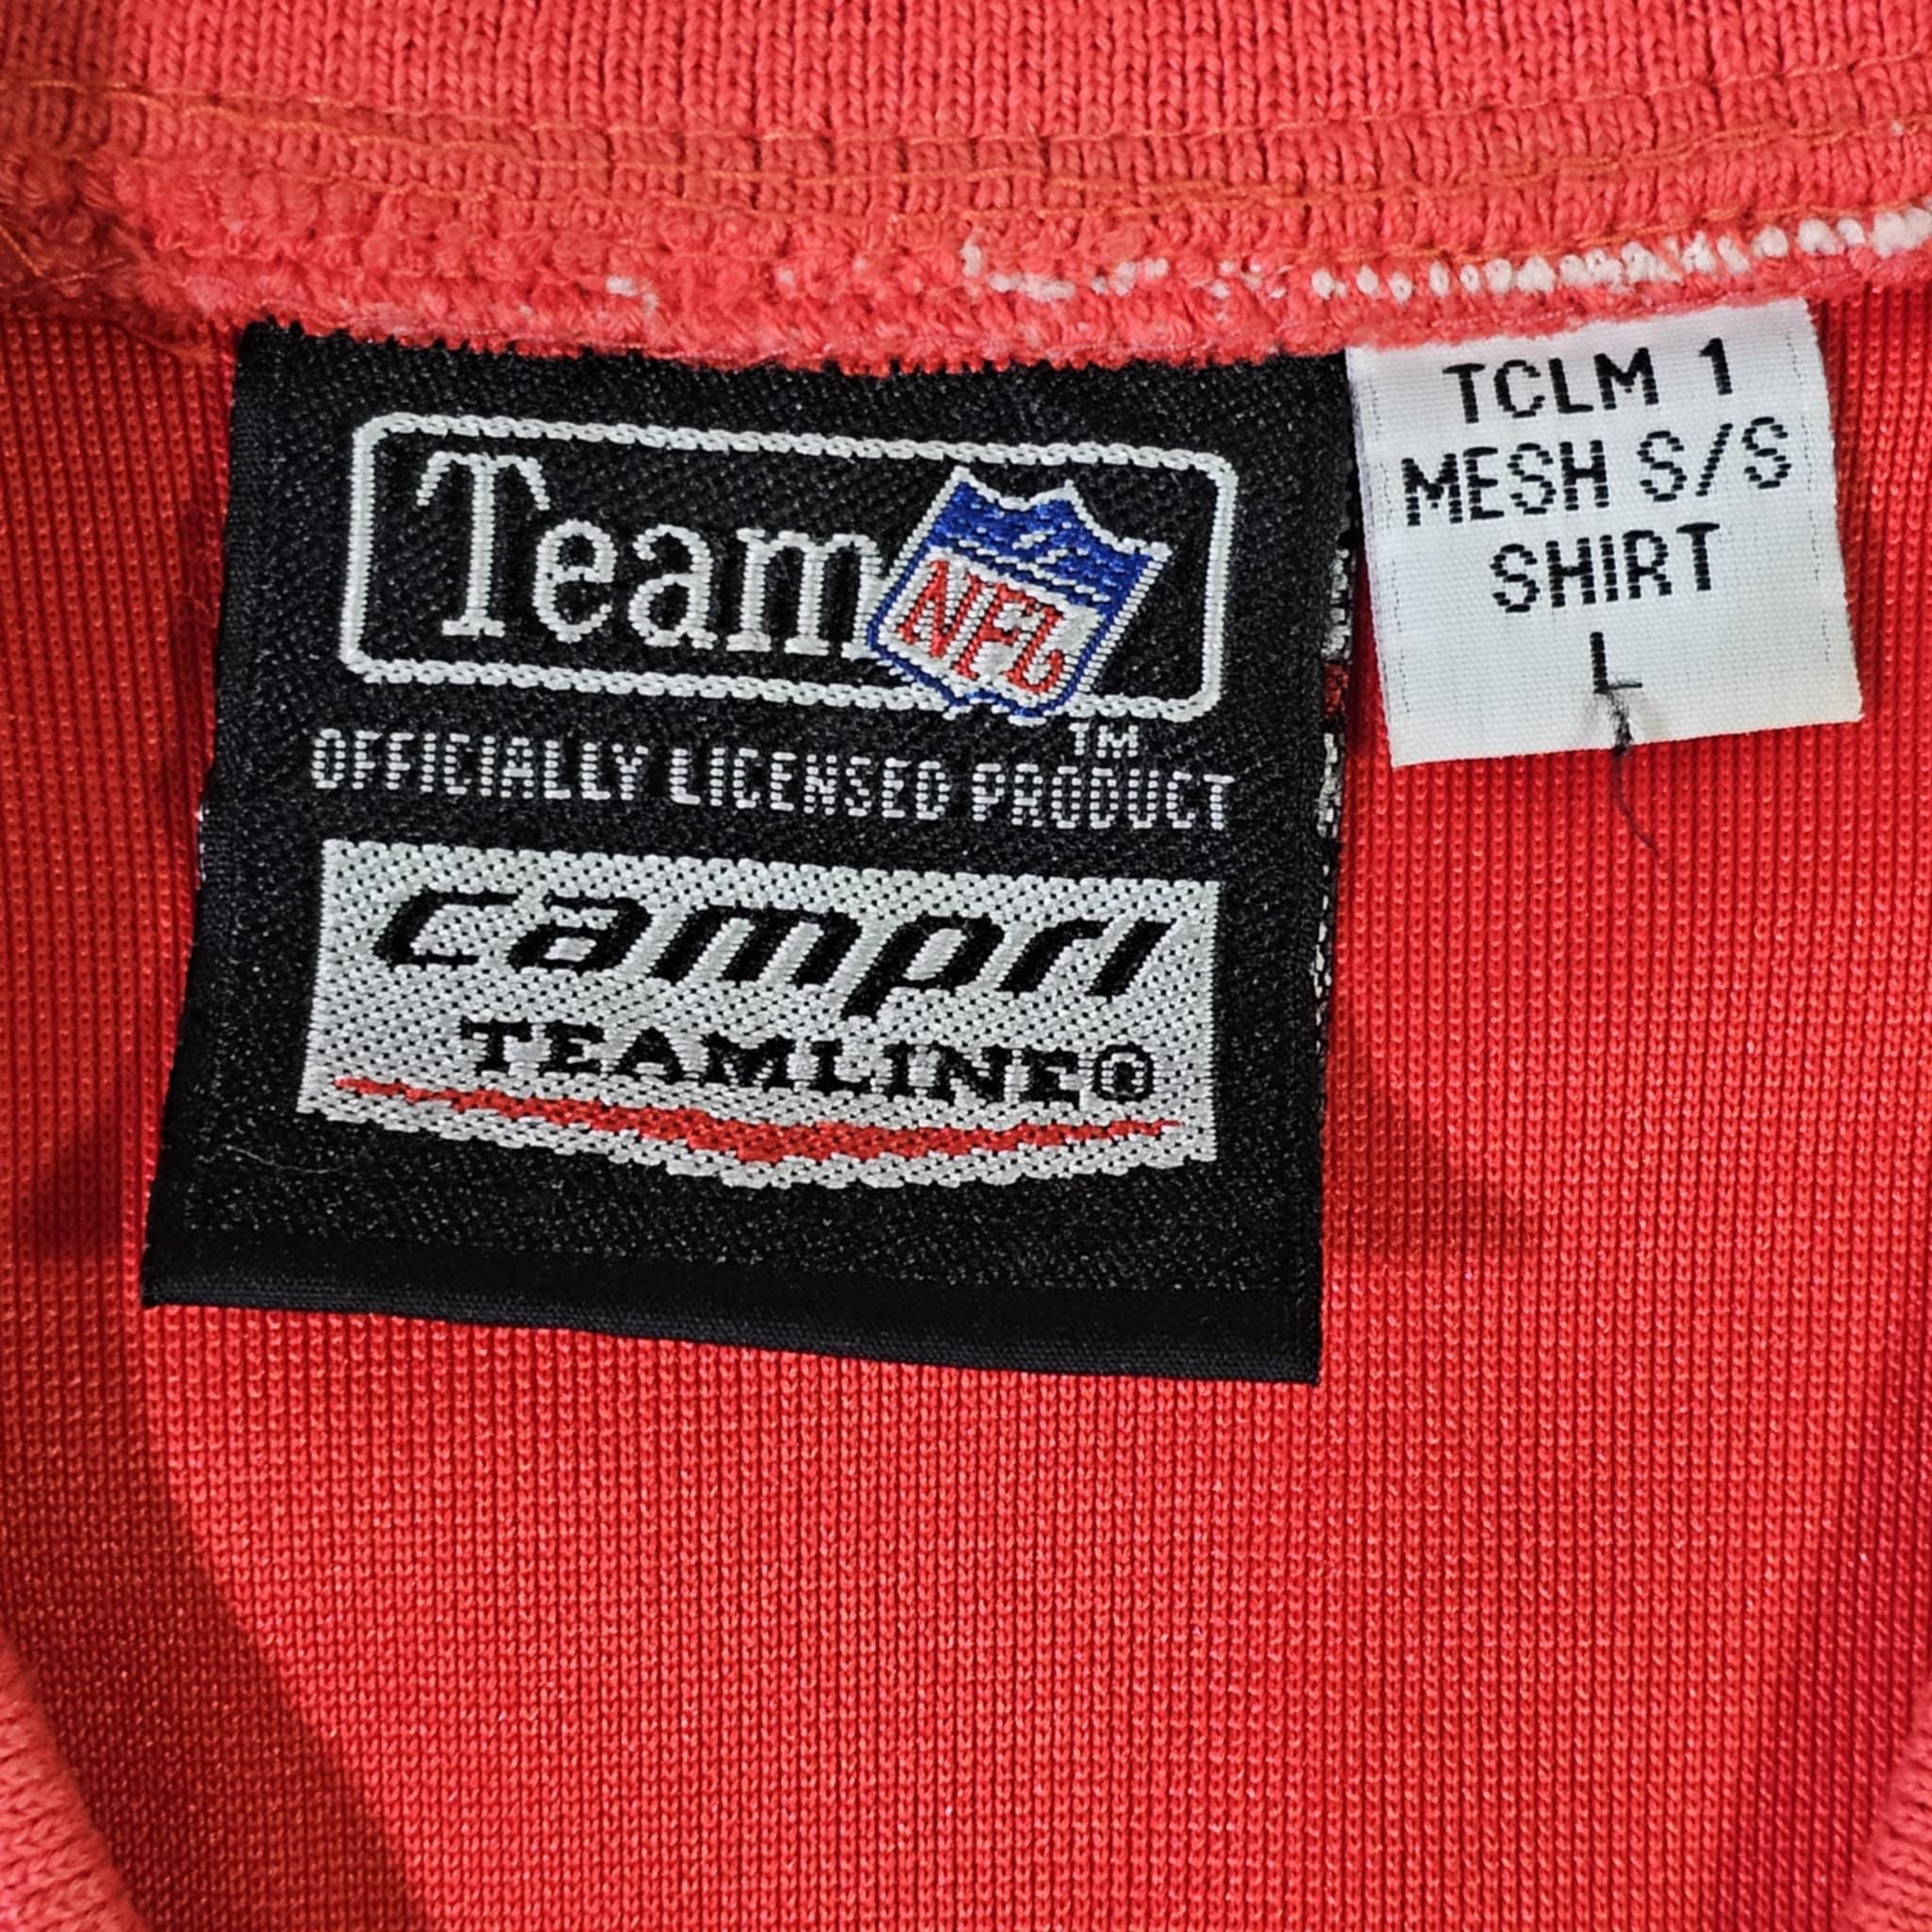 Team NFL
TM
OFFICIALLY LICENSED PRODUCT
campri
TEAMLINE®
TCLM 1
MESH S/S
SHIRT
L